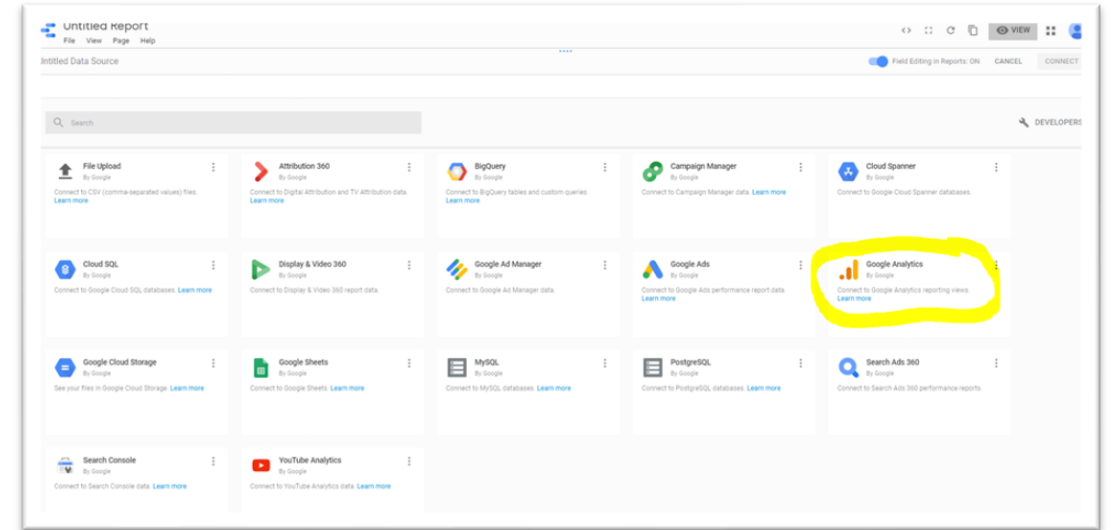 Untitled Report
File View Page Help
VIEW
Untitled Data Source
Field Editing in Reports: ON CANCEL CONNECT
Search
DEVELOPERS
File Upload
By Google
Connect to CSV (comma-separated values) files.
Learn more
Attribution 360
By Google
Connect to Digital Attribution and TV Attribution data.
Learn more
BigQuery
By Google
Connect to BigQuery tables and custom queries.
Learn more
Campaign Manager
By Google
Connect to Campaign Manager data. Learn more
Cloud Spanner
By Google
Connect to Google Cloud Spanner databases.
Cloud SQL
By Google
Connect to Google Cloud SQL databases. Learn more
Display & Video 360
By Google
Connect to Display & Video 360 report data.
Google Ad Manager
By Google
Connect to Google Ad Manager data.
Google Ads
By Google
Connect to Google Ads performance report data.
Learn more
Google Analytics
By Google
Connect to Google Analytics reporting views.
Learn more
Google Cloud Storage
By Google
See your files in Google Cloud Storage. Learn more
Google Sheets
By Google
Connect to Google Sheets. Learn more
MySQL
By Google
Connect to MySQL databases. Learn more
PostgreSQL
By Google
Connect to PostgreSQL databases. Learn more
Search Ads 360
By Google
Connect to Search Ads 360 performance reports.
Search Console
By Google
Connect to Search Console data. Learn more
YouTube Analytics
By Google
Connect to YouTube Analytics data. Learn more